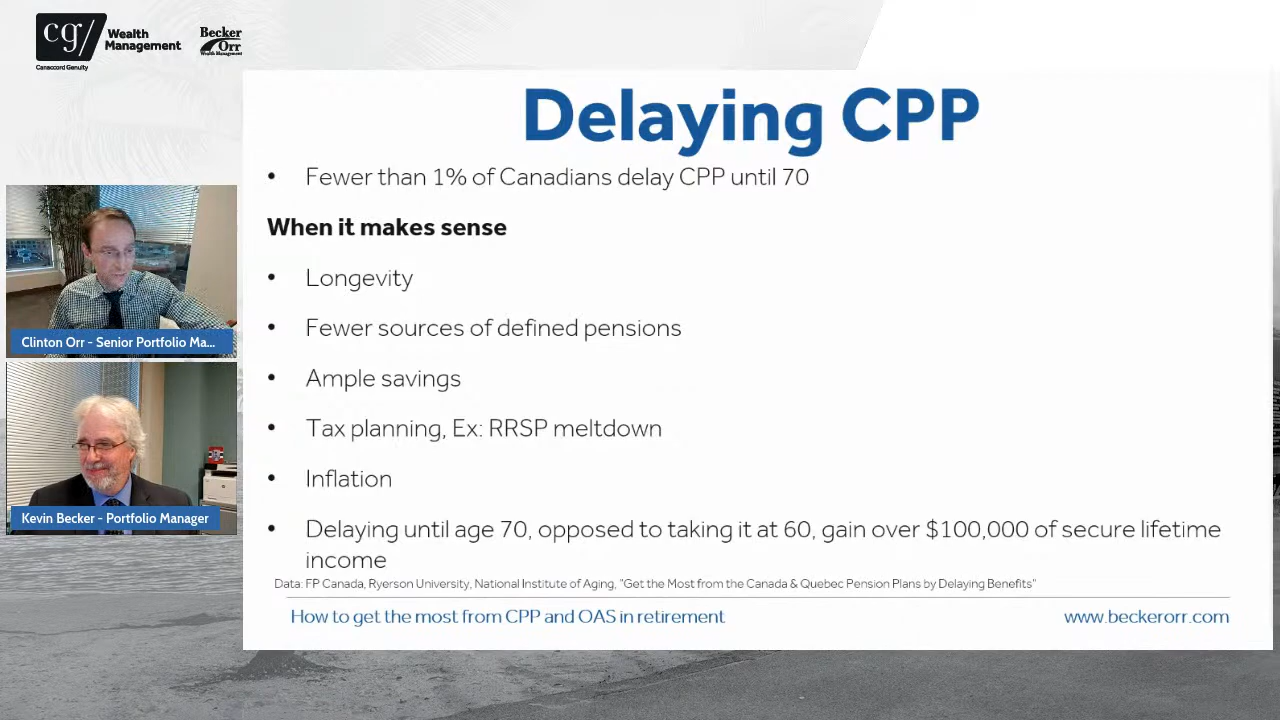 cg/ Wealth
Management
Canaccord Genuity
Becker
Orr
Wealth Management
Delaying CPP
• Fewer than 1% of Canadians delay CPP until 70
When it makes sense
• Longevity
• Fewer sources of defined pensions
• Ample savings
• Tax planning, Ex: RRSP meltdown
• Inflation
• Delaying until age 70, opposed to taking it at 60, gain over $100,000 of secure lifetime
income
Data: FP Canada, Ryerson University, National Institute of Aging, "Get the Most from the Canada & Quebec Pension Plans by Delaying Benefits"
How to get the most from CPP and OAS in retirement
www.beckerorr.com
Clinton Orr - Senior Portfolio Ma...
Kevin Becker - Portfolio Manager